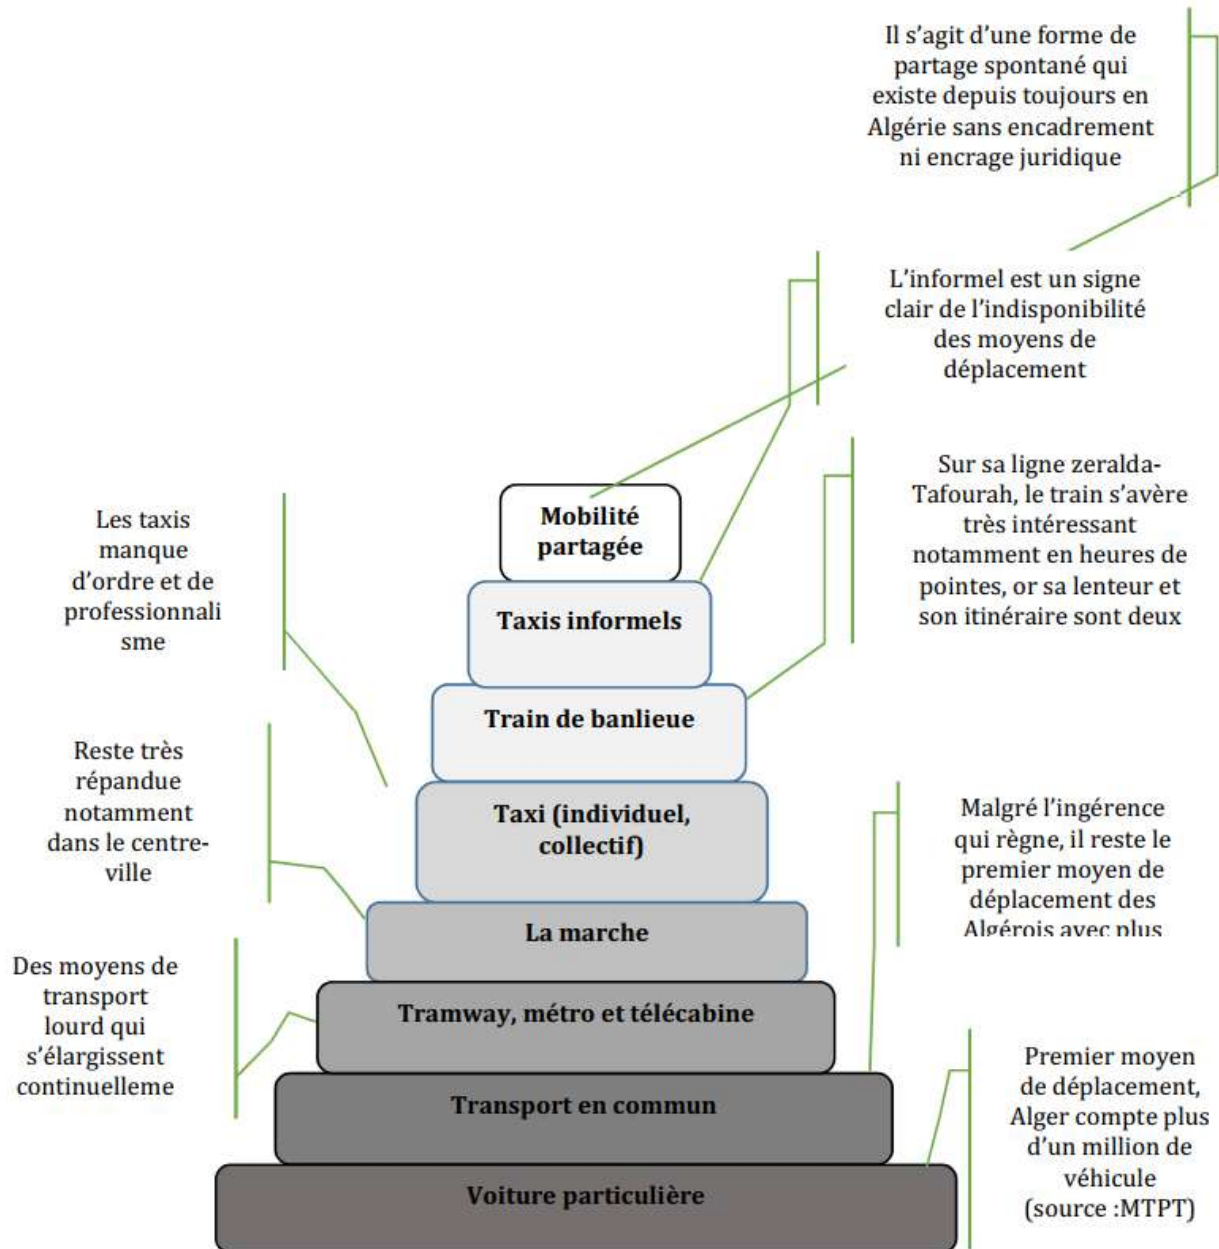 Il s’agit d’une forme de
partage spontané qui
existe depuis toujours en
Algérie sans encadrement
ni encrage juridique
L’informel est un signe
clair de l’indisponibilité
des moyens de
déplacement
Sur sa ligne zeralda-
Tafourah, le train s’avère
très intéressant
notamment en heures de
pointes, or sa lenteur et
son itinéraire sont deux
Mobilité
partagée
Les taxis
manque
d’ordre et de
professionnali
sme
Taxis informels
Train de banlieue
Reste très
répandue
notamment
dans le centre-
ville
Taxi (individuel,
collectif)
Malgré l’ingérence
qui règne, il reste le
premier moyen de
déplacement des
Algérois avec plus
La marche
Des moyens de
transport
lourd qui
s’élargissent
continuelleme
Tramway, métro et télécabine
Transport en commun
Premier moyen
de déplacement,
Alger compte plus
d’un million de
véhicule
(source :MTPT)
Voiture particulière